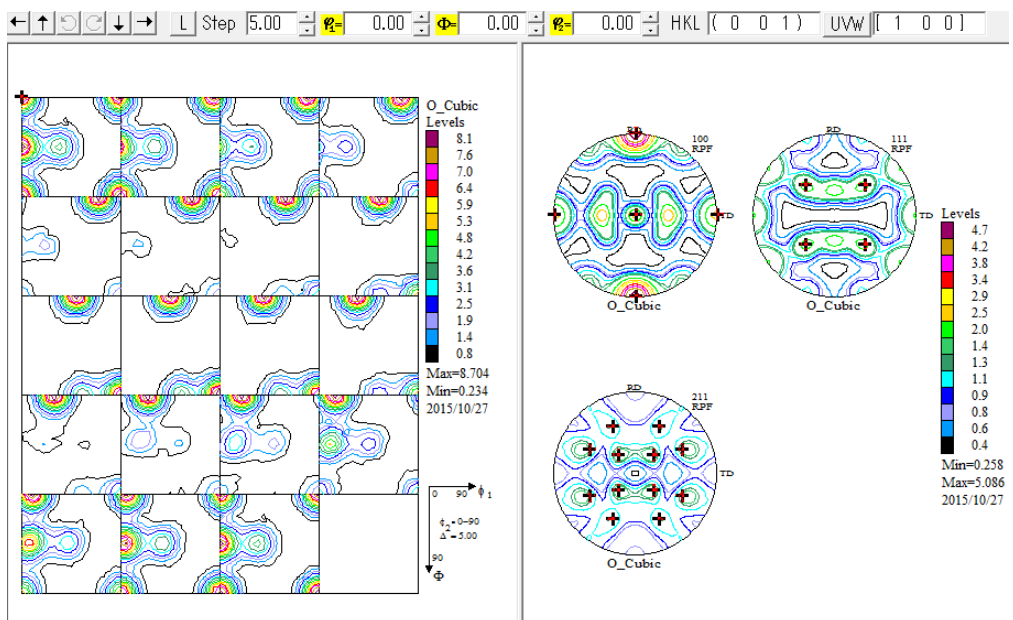 L Step 5.00 φ1= 0.00 Φ= 0.00 φ2= 0.00 HKL ( 0 0 1 ) UVW [ 1 0 0 ]
O_Cubic
Levels
8.1
7.6
7.0
6.4
5.9
5.3
4.8
4.2
3.6
3.1
2.5
1.9
1.4
0.8
Max=8.704
Min=0.234
2015/10/27
0 90 ϕ1
ϕ2=0-90
Δ=5.00
90
Φ
RD
100
RPF
TD
O_Cubic
RD
111
RPF
TD
O_Cubic
RD
211
RPF
TD
O_Cubic
Levels
4.7
4.2
3.8
3.4
2.9
2.5
2.0
1.4
1.3
1.1
0.9
0.8
0.6
0.4
Min=0.258
Max=5.086
2015/10/27